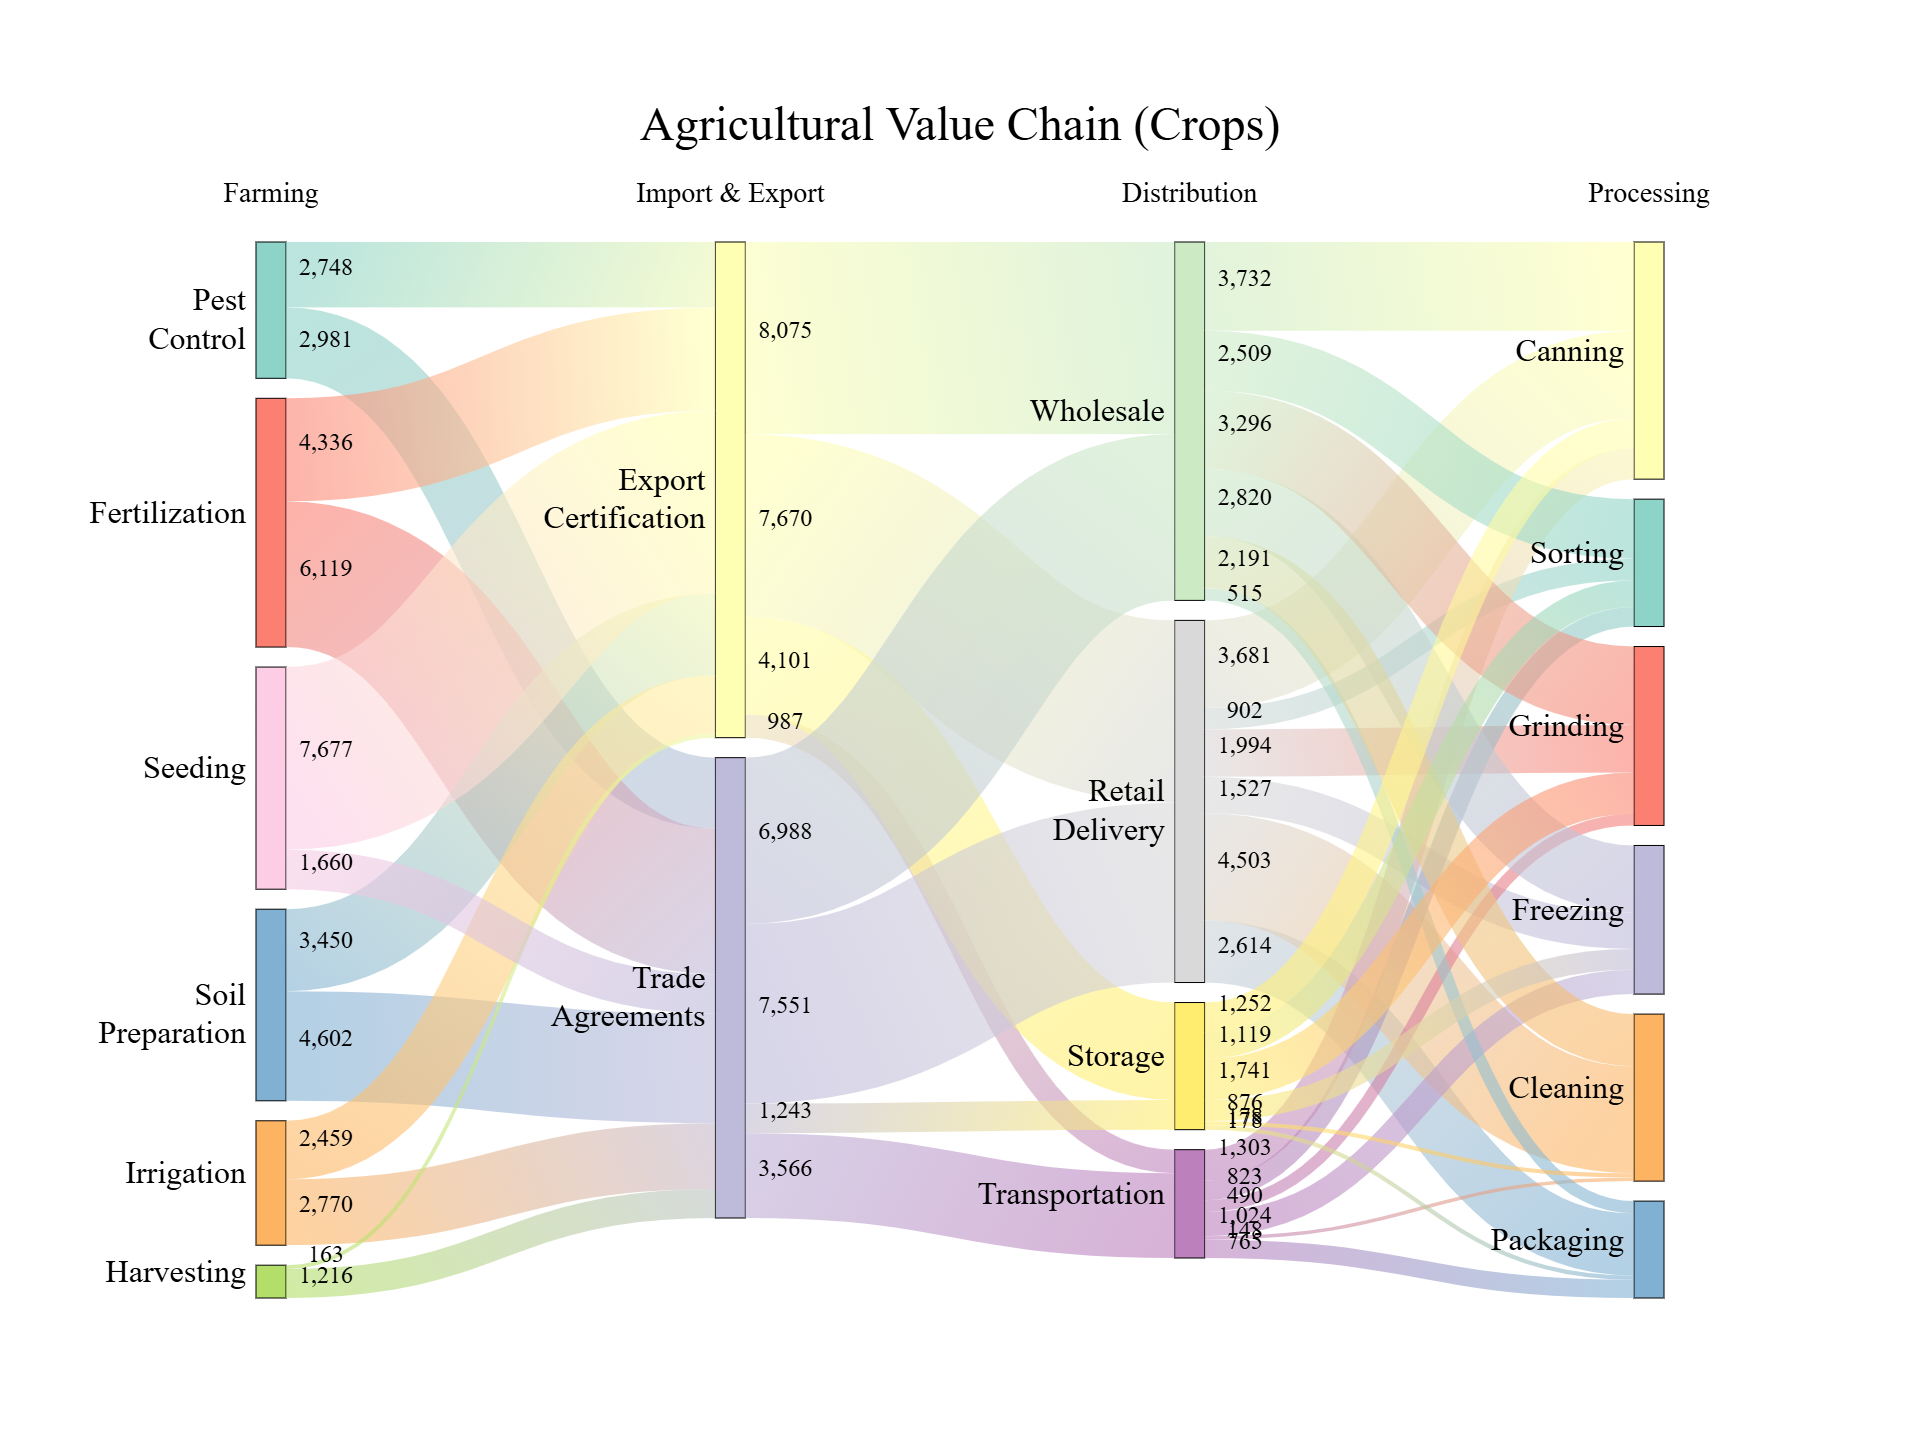 Agricultural Value Chain (Crops)
Farming
Import & Export
Distribution
Processing
Pest
Control
2,748
2,981
Fertilization
4,336
6,119
Seeding
7,677
1,660
Soil
Preparation
3,450
4,602
Irrigation
2,459
2,770
Harvesting
163
1,216
Export
Certification
8,075
7,670
4,101
987
Trade
Agreements
6,988
7,551
1,243
3,566
Wholesale
3,732
2,509
3,296
2,820
2,191
515
Retail
Delivery
3,681
902
1,994
1,527
4,503
2,614
Storage
1,252
1,119
1,741
876
178
178
Transportation
1,303
823
490
1,024
148
765
Canning
Sorting
Grinding
Freezing
Cleaning
Packaging